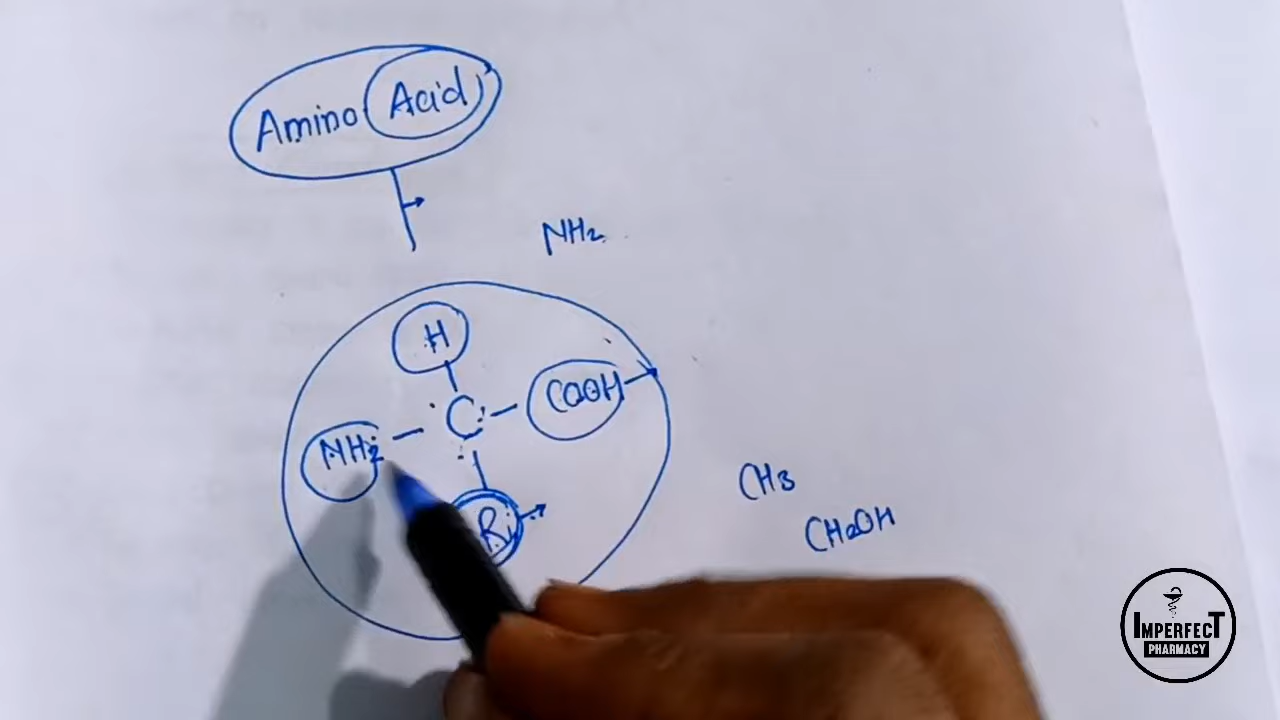 Amino Acid
NH2
H
NH2 - C - COOH
R
CH3
CH2OH
IMPERFECT
PHARMACY